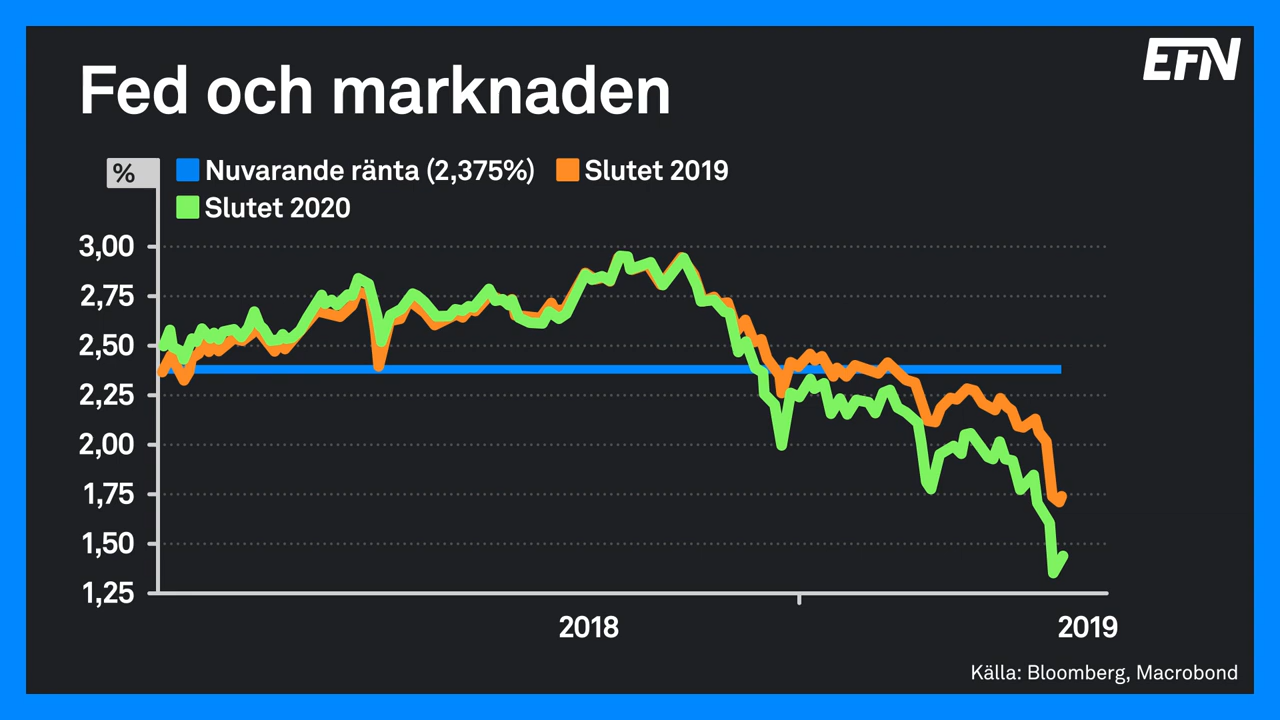 EFN
Fed och marknaden
%
Nuvarande ränta (2,375%) Slutet 2019
Slutet 2020
3,00
2,75
2,50
2,25
2,00
1,75
1,50
1,25
2018 2019
Källa: Bloomberg, Macrobond